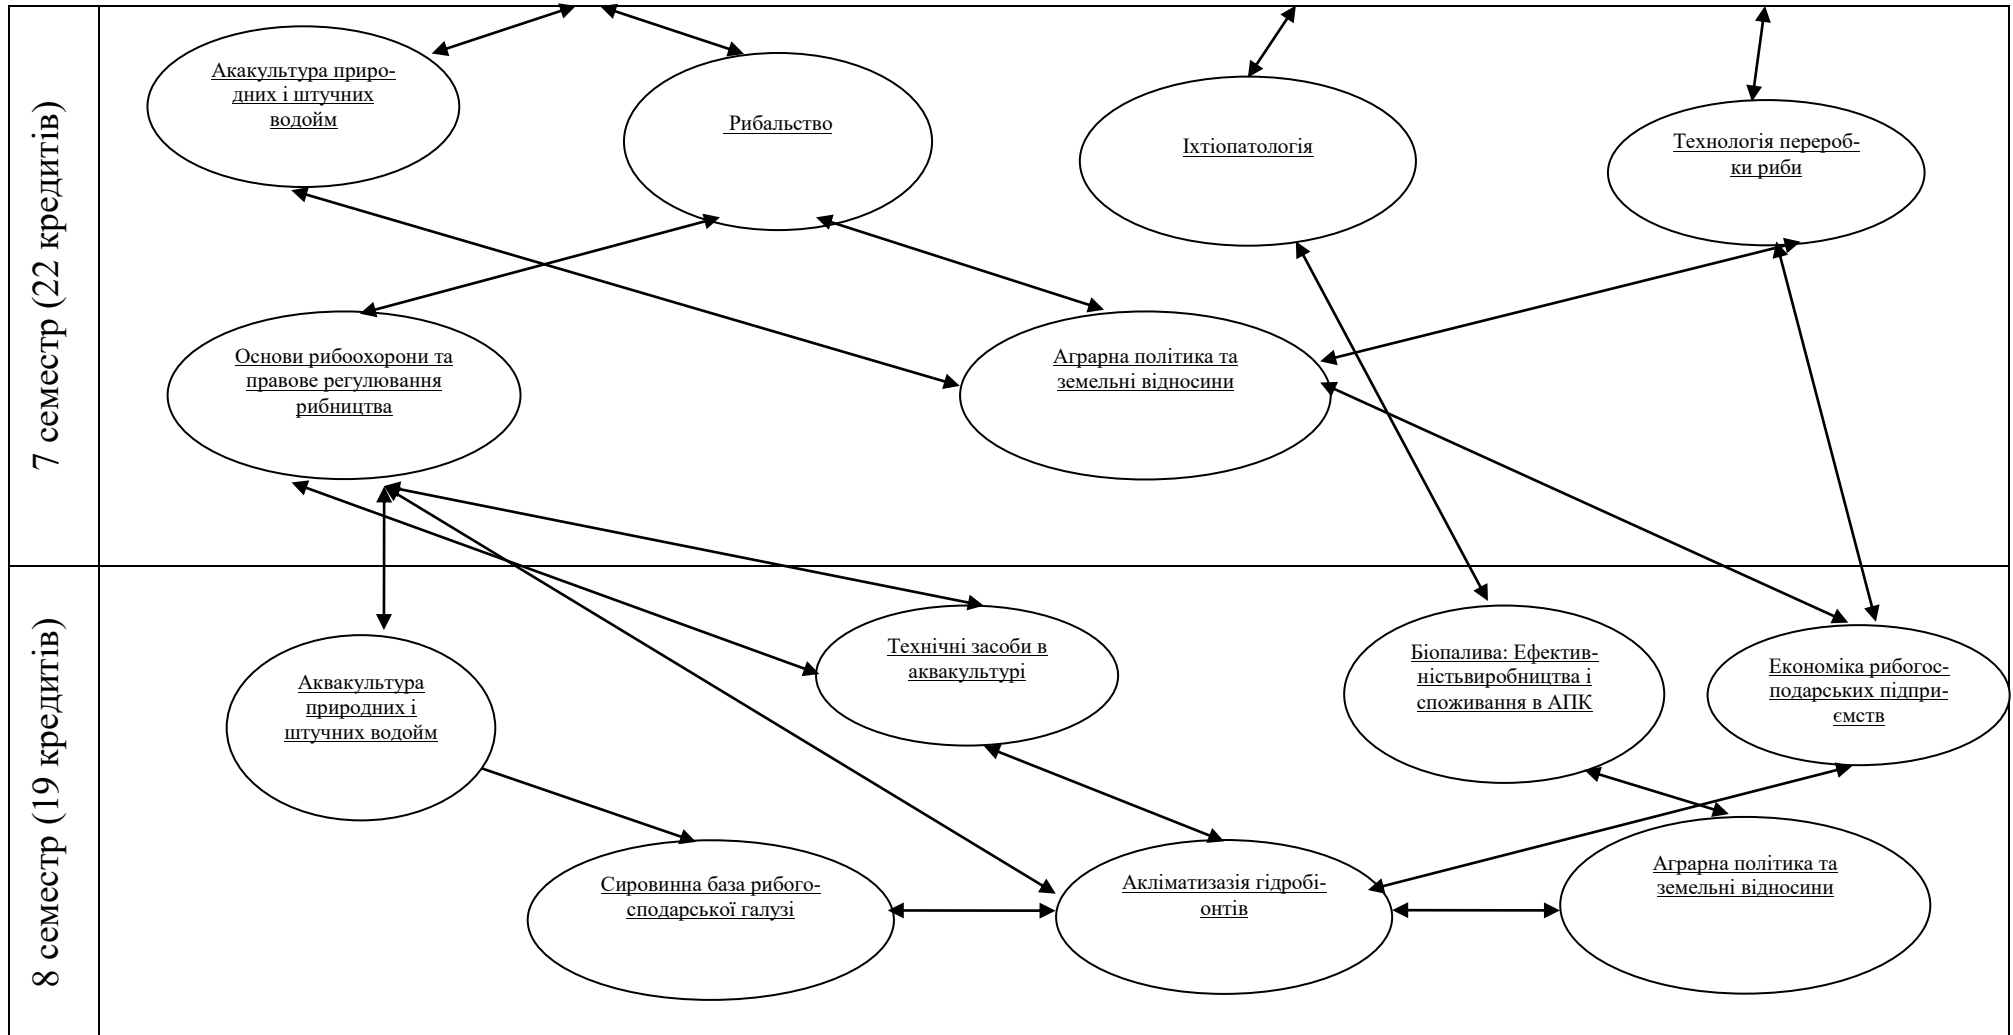 7 семестр (22 кредитів)
Акакультура приро-
дних і штучних
водойм
Рибальство
Іхтіопатологія
Технологія перероб-
ки риби
Основи рибоохорони та
правове регулювання
рибництва
Аграрна політика та
земельні відносини
8 семестр (19 кредитів)
Аквакультура
природних і
штучних водойм
Технічні засоби в
аквакультурі
Біопалива: Ефектив-
ністьвиробництва і
споживання в АПК
Економіка рибогос-
подарських підпри-
ємств
Сировинна база рибого-
сподарської галузі
Акліматизазія гідробі-
онтів
Аграрна політика та
земельні відносини